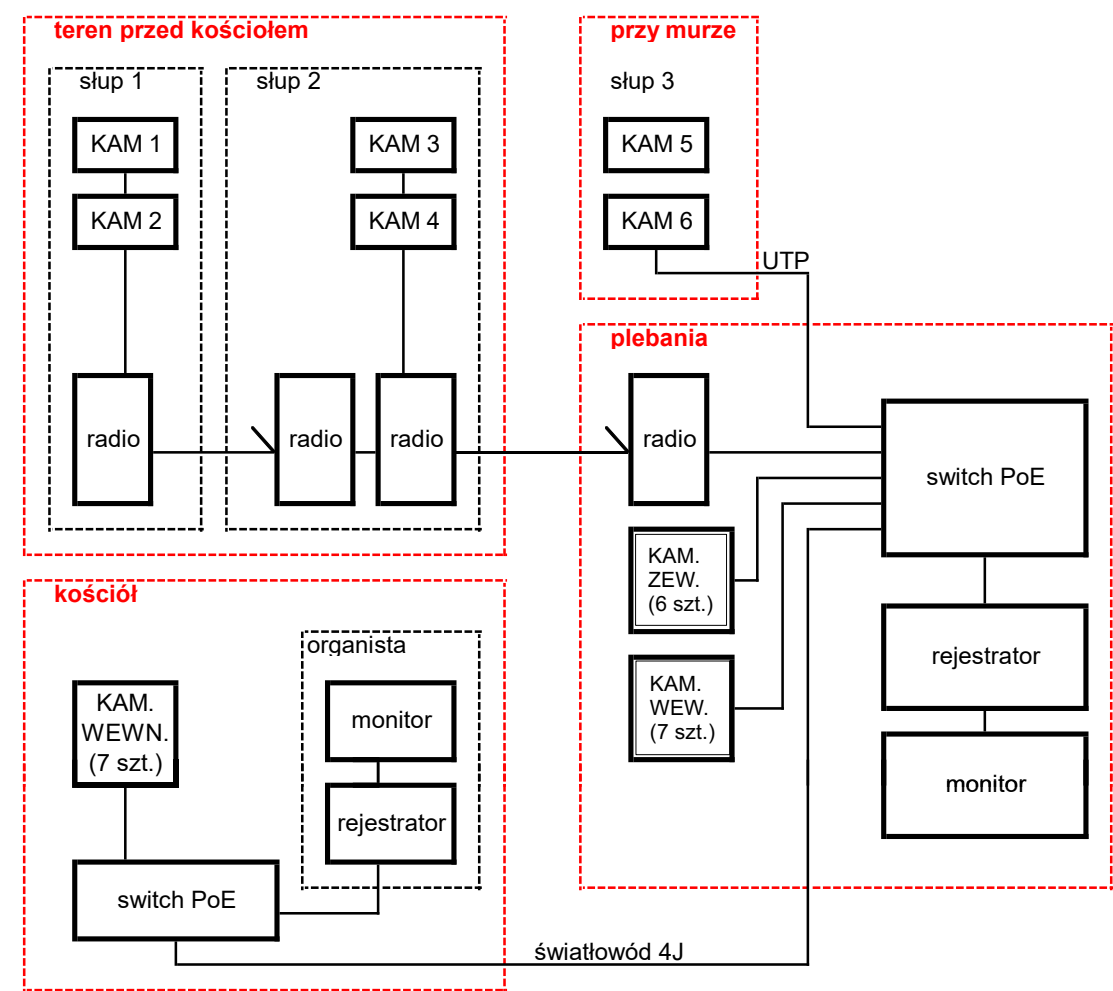 teren przed kościołem
słup 1
słup 2
KAM 1
KAM 3
KAM 2
KAM 4
radio
radio
radio
przy murze
słup 3
KAM 5
KAM 6
UTP
plebania
radio
switch PoE
KAM.
ZEW.
(6 szt.)
KAM.
WEW.
(7 szt.)
rejestrator
monitor
kościół
organista
KAM.
WEWN.
(7 szt.)
monitor
rejestrator
switch PoE
światłowód 4J